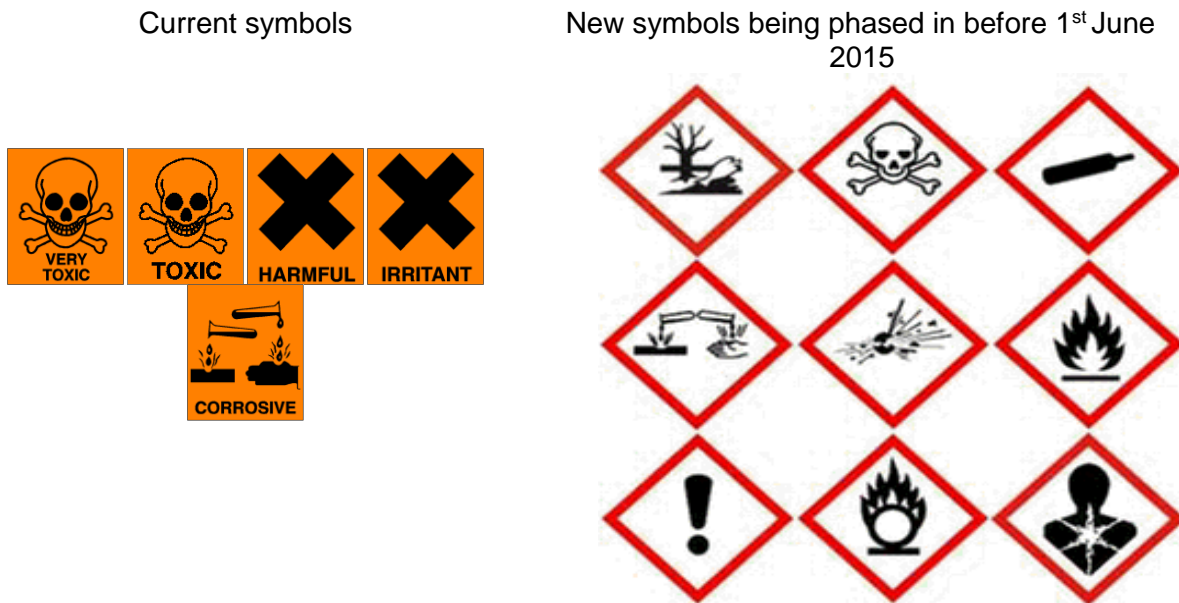 Current symbols
New symbols being phased in before 1st June
2015
VERY
TOXIC
TOXIC
HARMFUL
IRRITANT
CORROSIVE